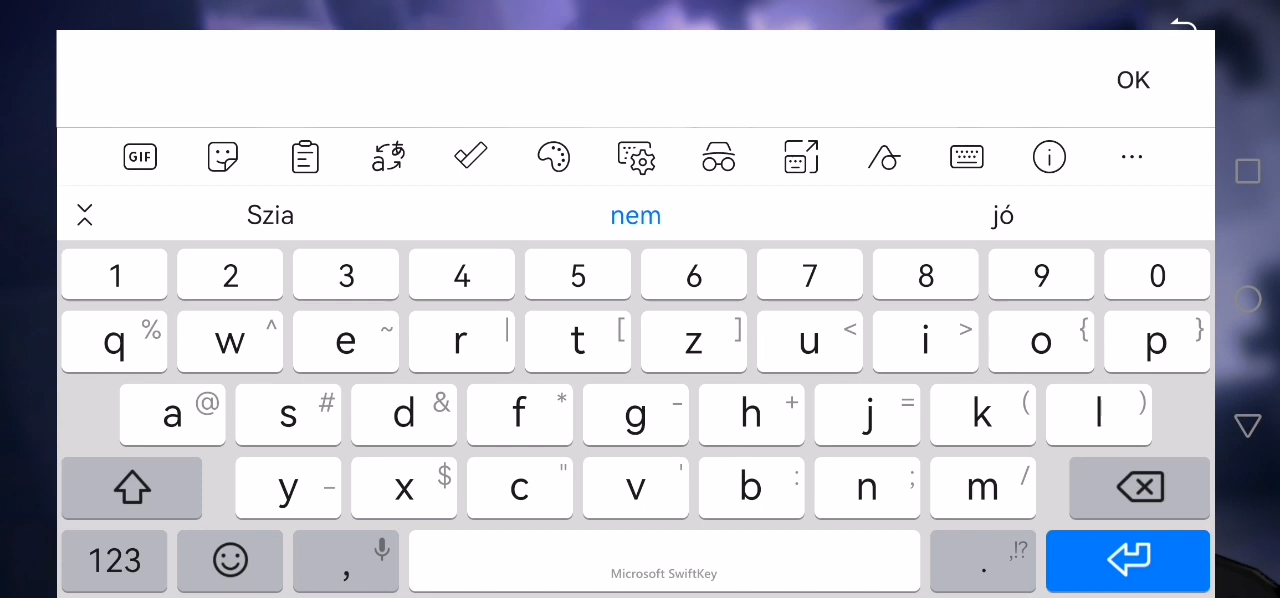 OK
GIF
Szia nem jó
1 2 3 4 5 6 7 8 9 0
q % w ^ e ~ r | t [ z ] u < i > o { p }
a @ s # d & f * g - h + j = k ( l )
y _ x $ c " v ' b : n ; m /
123 , Microsoft SwiftKey . ,!?